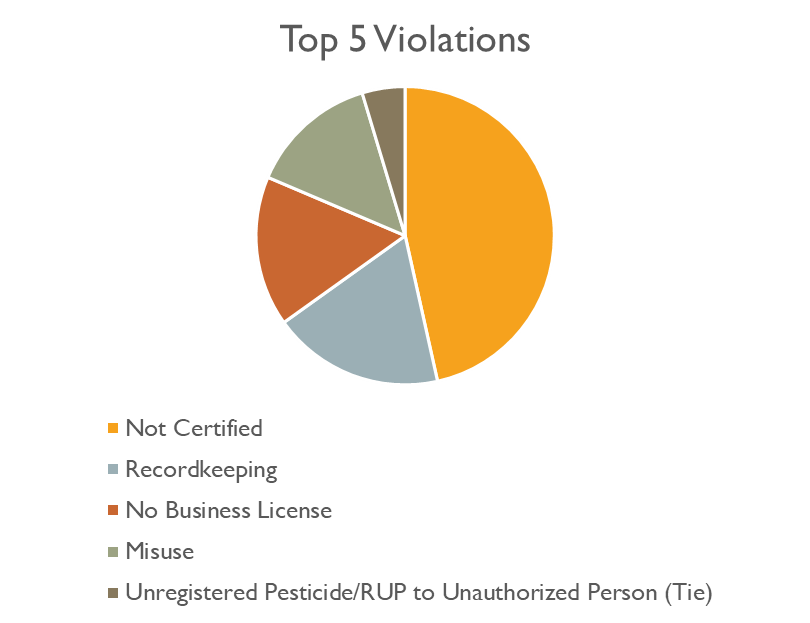 Top 5 Violations
Not Certified
Recordkeeping
No Business License
Misuse
Unregistered Pesticide/RUP to Unauthorized Person (Tie)